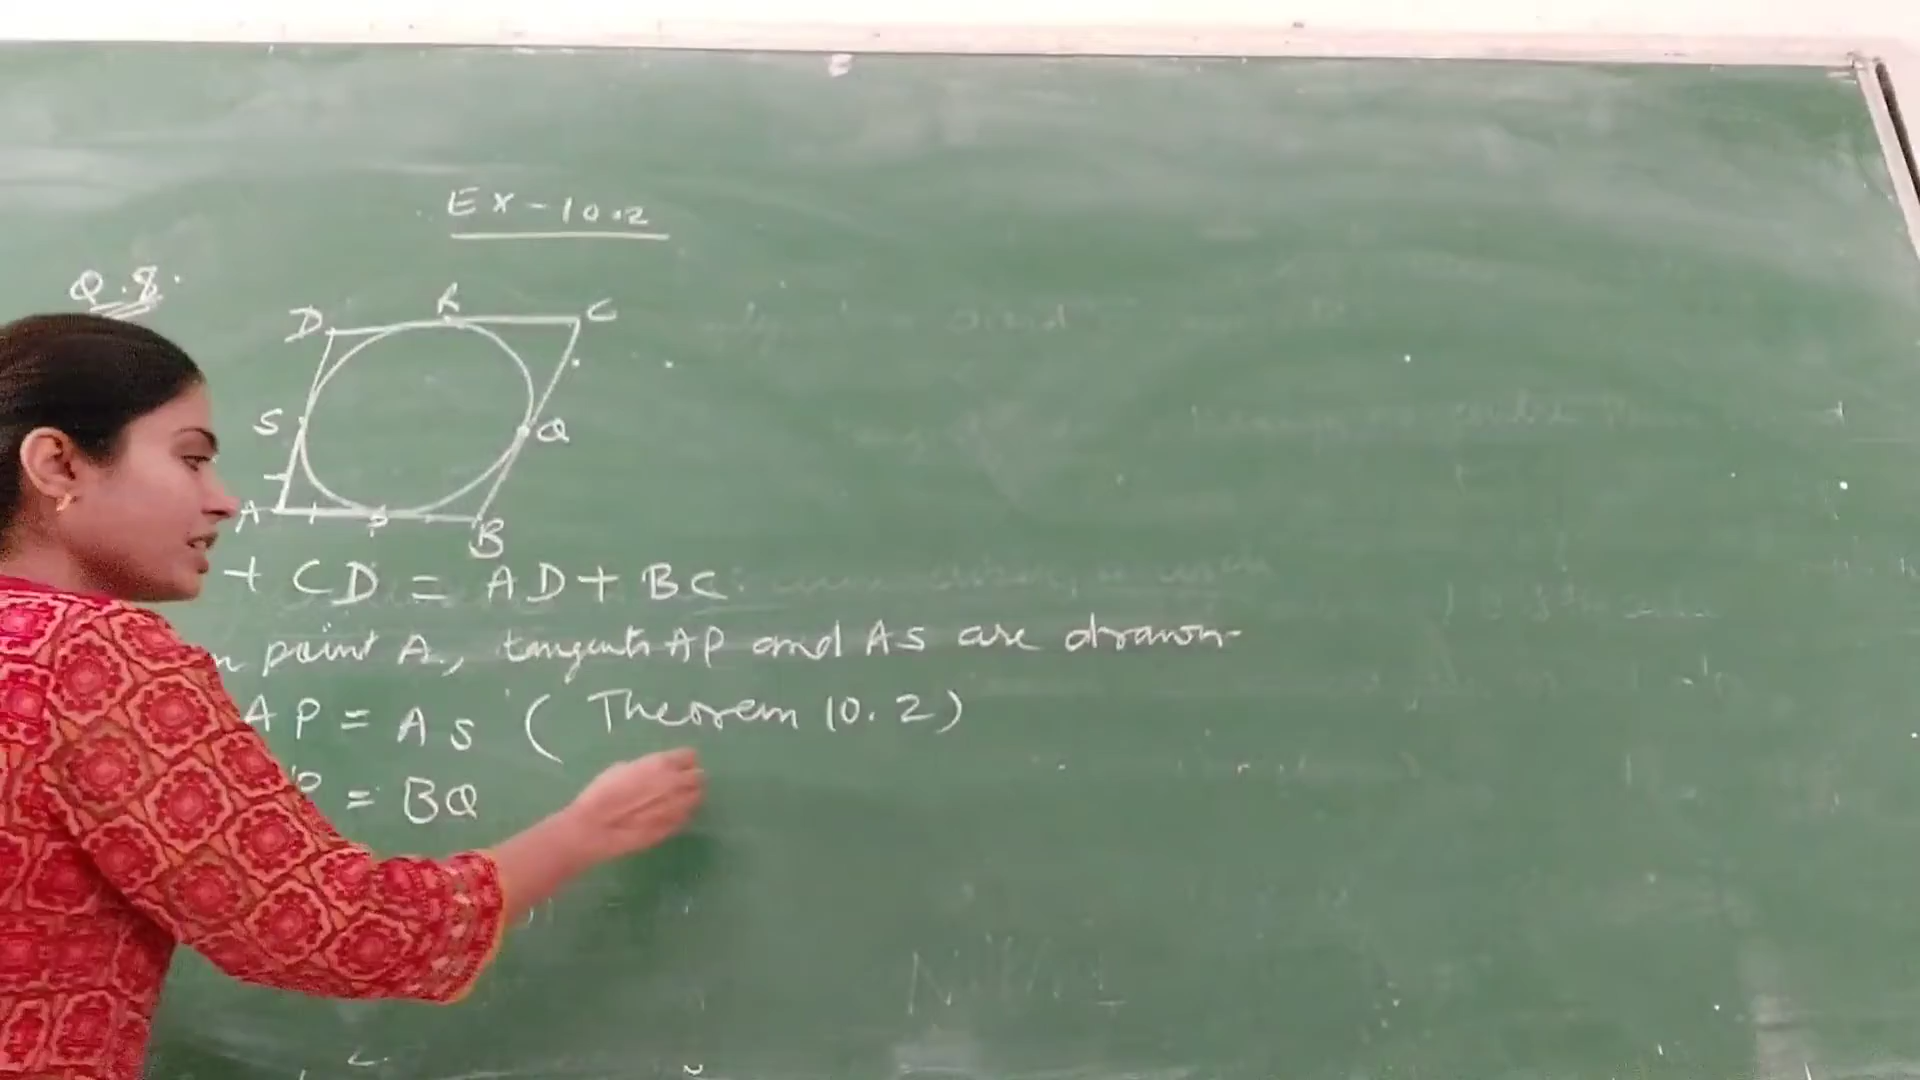 Ex-10.2
Q.8.
D R C
S Q
A P B
+ CD = AD + BC
point A, tangents AP and AS are drawn.
AP = AS (Theorem 10.2)
= BQ